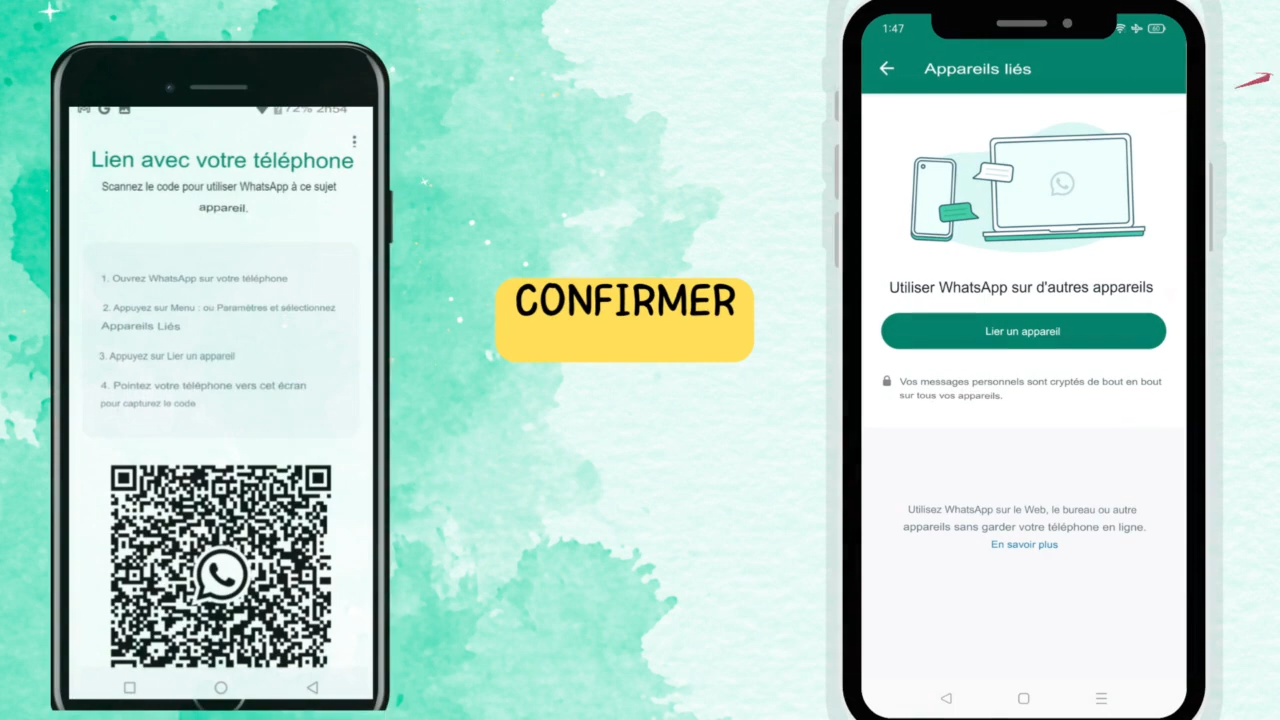 72% 2h54
Lien avec votre téléphone
Scannez le code pour utiliser WhatsApp à ce sujet
appareil.
1. Ouvrez WhatsApp sur votre téléphone
2. Appuyez sur Menu : ou Paramètres et sélectionnez
Appareils Liés
3. Appuyez sur Lier un appareil
4. Pointez votre téléphone vers cet écran
pour capturez le code
CONFIRMER
1:47
60
Appareils liés
Utiliser WhatsApp sur d'autres appareils
Lier un appareil
Vos messages personnels sont cryptés de bout en bout
sur tous vos appareils.
Utilisez WhatsApp sur le Web, le bureau ou autre
appareils sans garder votre téléphone en ligne.
En savoir plus